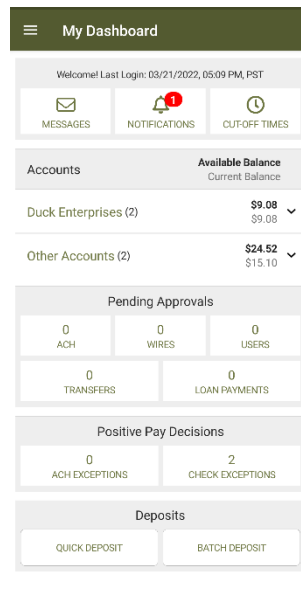 My Dashboard
Welcome! Last Login: 03/21/2022, 05:09 PM, PST
1
MESSAGES NOTIFICATIONS CUT-OFF TIMES
Accounts Available Balance
Current Balance
Duck Enterprises (2) $9.08
$9.08
Other Accounts (2) $24.52
$15.10
Pending Approvals
0 0 0
ACH WIRES USERS
0 0
TRANSFERS LOAN PAYMENTS
Positive Pay Decisions
0 2
ACH EXCEPTIONS CHECK EXCEPTIONS
Deposits
QUICK DEPOSIT BATCH DEPOSIT